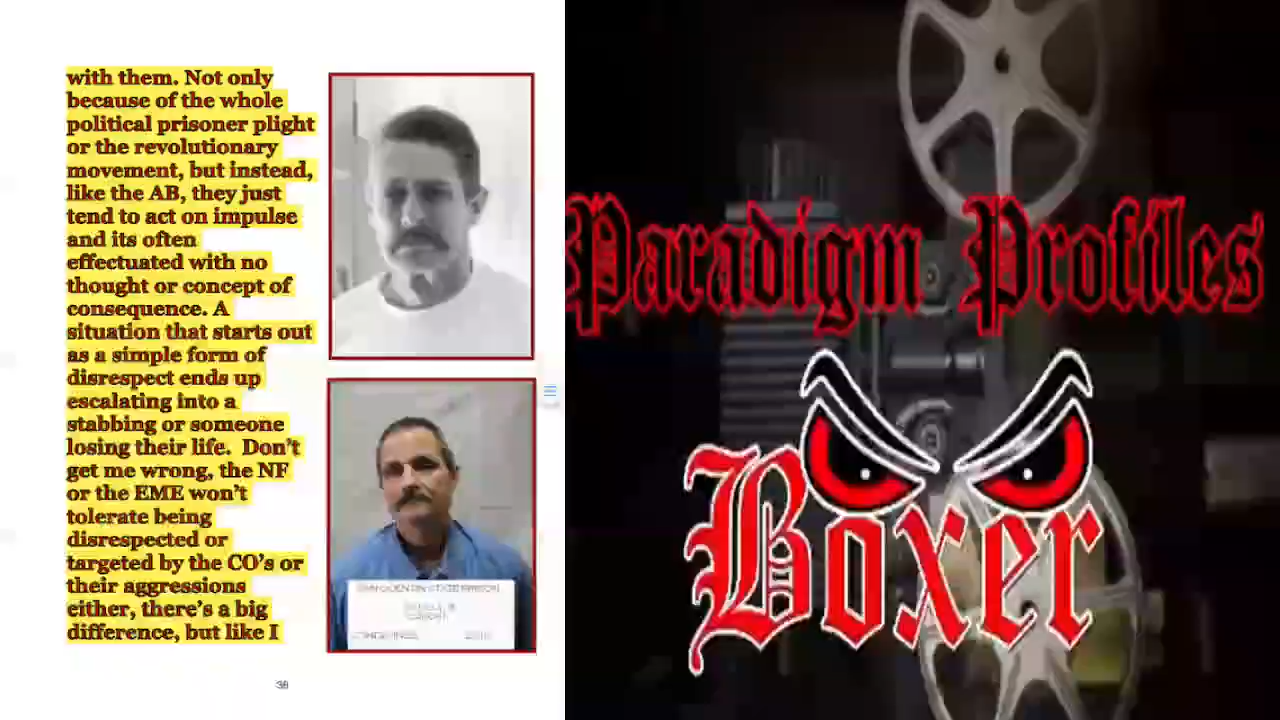 with them. Not only
because of the whole
political prisoner plight
or the revolutionary
movement, but instead,
like the AB, they just
tend to act on impulse
and its often
effectuated with no
thought or concept of
consequence. A
situation that starts out
as a simple form of
disrespect ends up
escalating into a
stabbing or someone
losing their life. Don't
get me wrong, the NF
or the EME won't
tolerate being
disrespected or
targeted by the CO's or
their aggressions
either, there's a big
difference, but like I
SAN QUENTIN STATE PRISON
Paradigm Profiles
Boxer